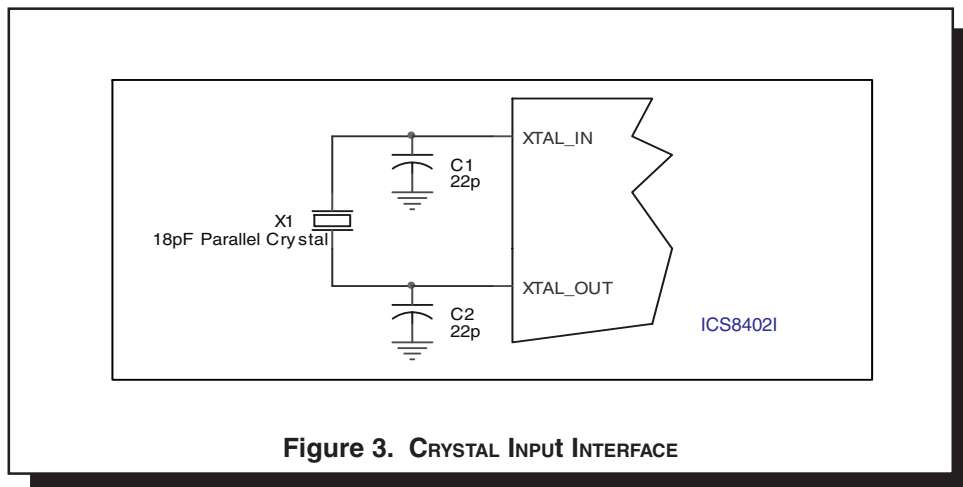 XTAL_IN
C1
22p
X1
18pF Parallel Crystal
XTAL_OUT
C2
22p
ICS8402I
Figure 3. CRYSTAL INPUt INTERFACE